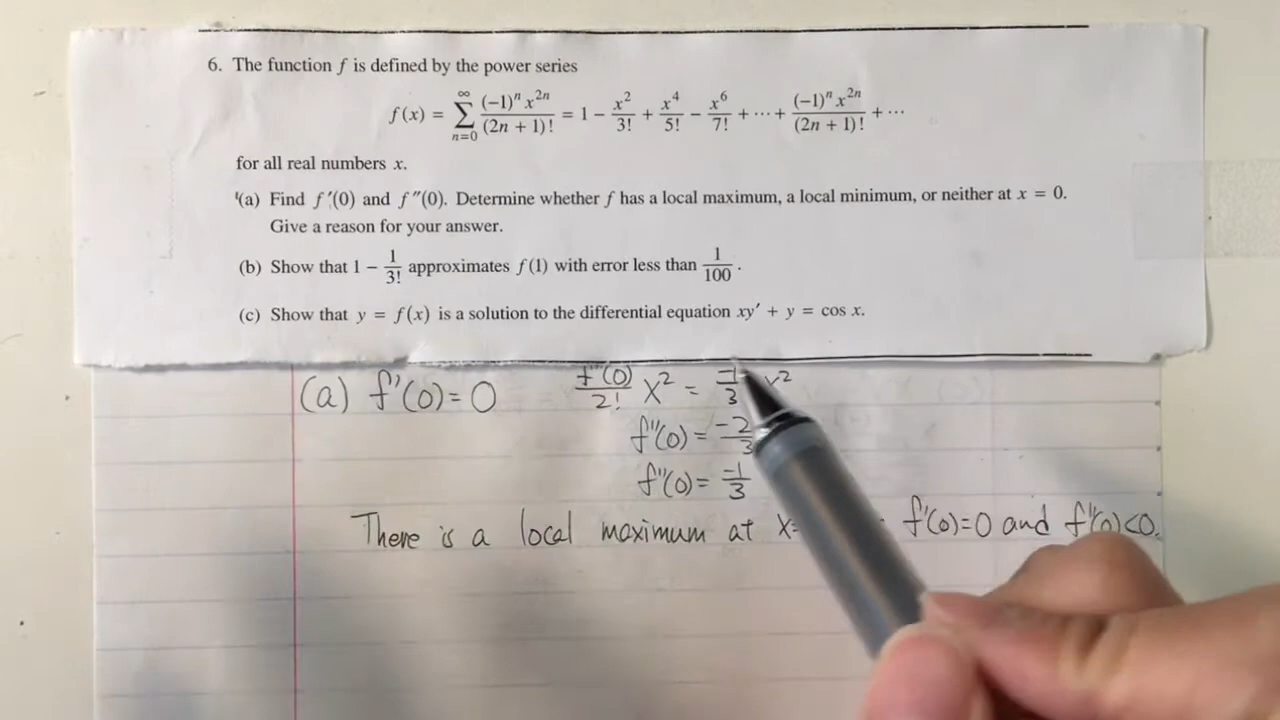 6. The function f is defined by the power series
f(x) = ∑_{n=0}^{∞} (-1)^n x^{2n} / (2n + 1)! = 1 - x^2/3! + x^4/5! - x^6/7! + ⋯ + (-1)^n x^{2n} / (2n + 1)! + ⋯
for all real numbers x.
(a) Find f′(0) and f″(0). Determine whether f has a local maximum, a local minimum, or neither at x = 0.
Give a reason for your answer.
(b) Show that 1 - 1/3! approximates f(1) with error less than 1/100.
(c) Show that y = f(x) is a solution to the differential equation xy′ + y = cos x.
(a) f'(0) = 0 f"(0)/2! x^2 = -1/3 x^2
f"(0) = -2/3
f"(0) = -1/3
There is a local maximum at x= f'(0)=0 and f"(0)<0.